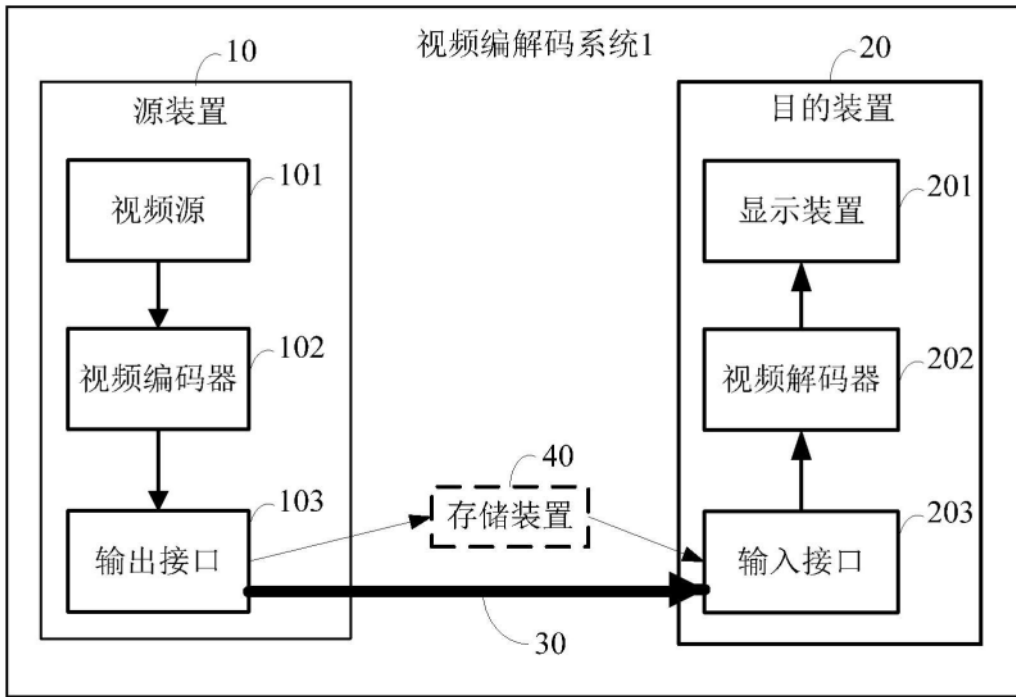 视频编解码系统1
10
源装置
101
视频源
102
视频编码器
103
输出接口
40
存储装置
30
20
目的装置
201
显示装置
202
视频解码器
203
输入接口